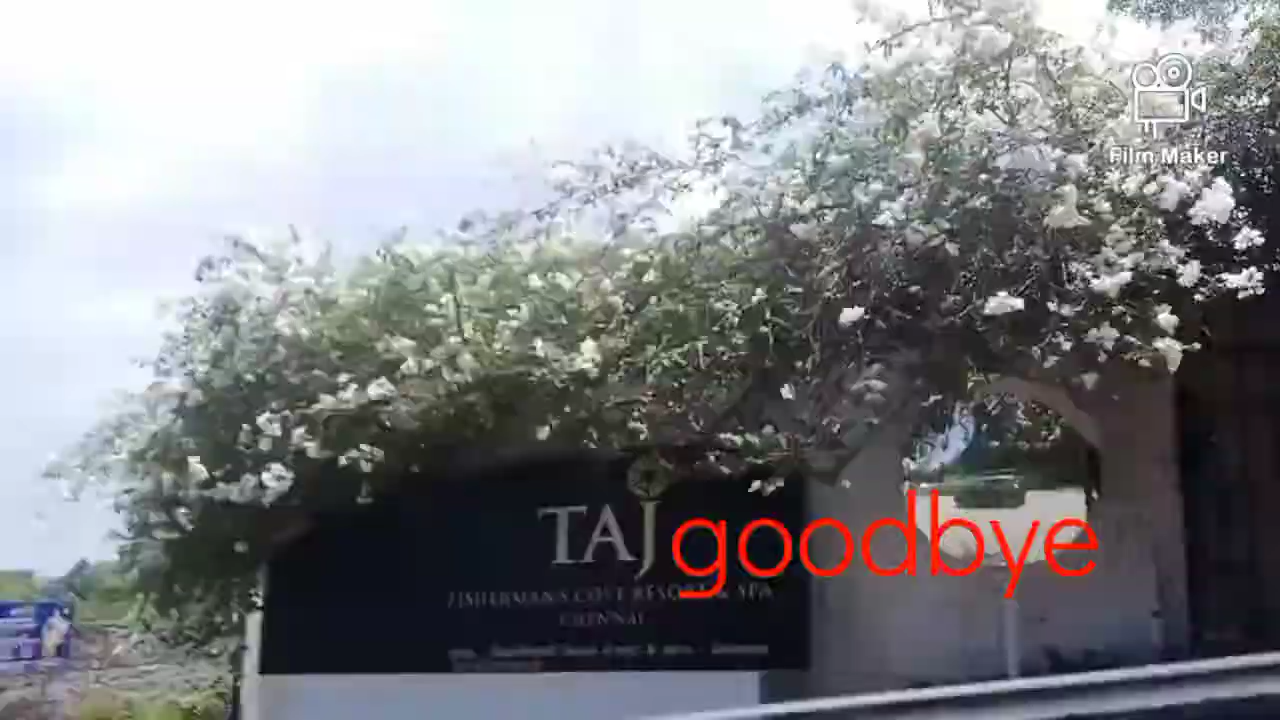 Film Maker
TAJ
goodbye
FISHERMAN'S COVE RESORT & SPA
CHENNAI